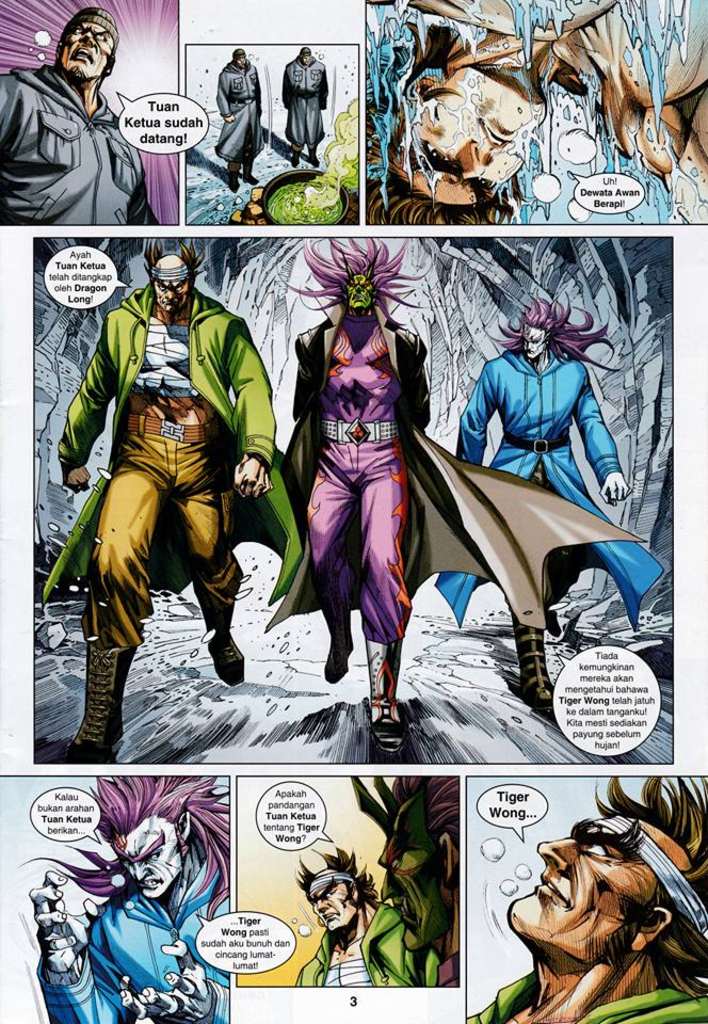 Tuan
Ketua sudah
datang!
Uh!
Dewata Awan
Berapi!
Ayah
Tuan Ketua
telah ditangkap
oleh Dragon
Long!
Tiada
kemungkinan
mereka akan
mengetahui bahawa
Tiger Wong telah jatuh
ke dalam tanganku!
Kita mesti sediakan
payung sebelum
hujan!
Kalau
bukan arahan
Tuan Ketua
berikan...
...Tiger
Wong pasti
sudah aku bunuh dan
cincang lumat-
lumat!
Apakah
pandangan
Tuan Ketua
tentang Tiger
Wong?
Tiger
Wong...
3